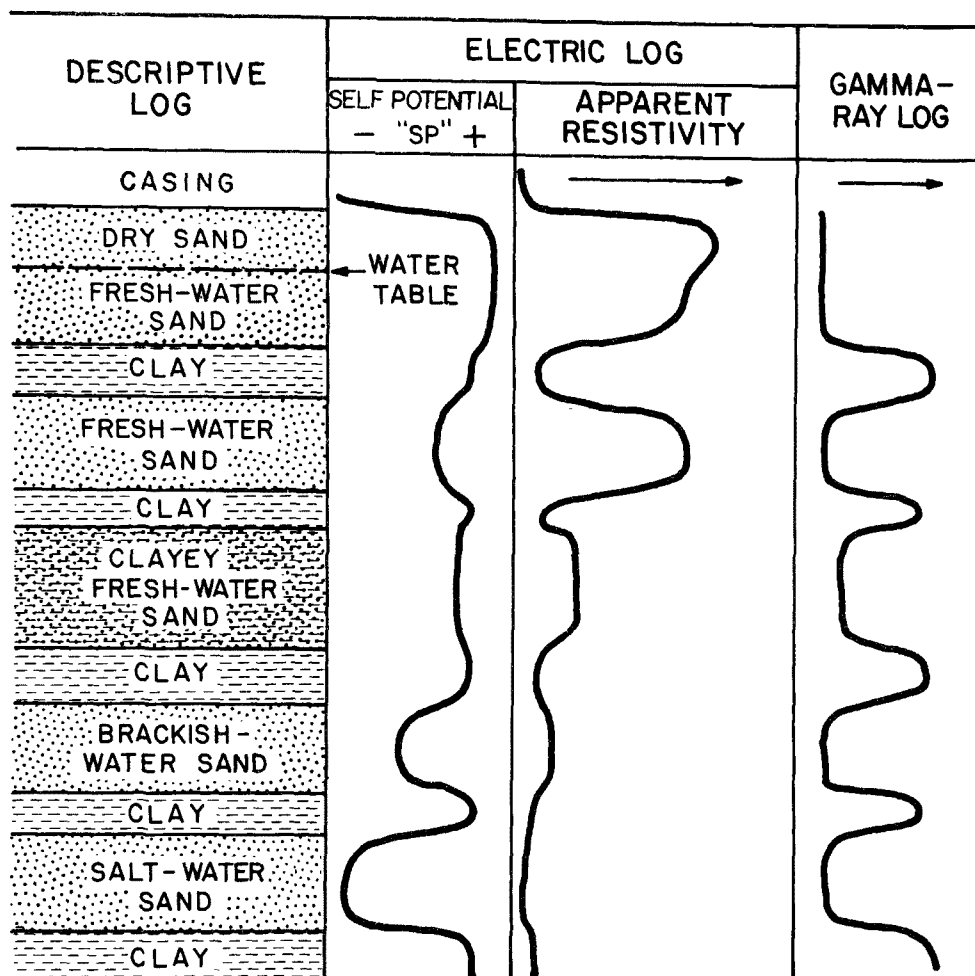 DESCRIPTIVE
LOG
ELECTRIC LOG
SELF POTENTIAL
- "SP" +
APPARENT
RESISTIVITY
GAMMA-
RAY LOG
CASING
DRY SAND
WATER
TABLE
FRESH-WATER
SAND
CLAY
FRESH-WATER
SAND
CLAY
CLAYEY
FRESH-WATER
SAND
CLAY
BRACKISH-
WATER SAND
CLAY
SALT-WATER
SAND
CLAY